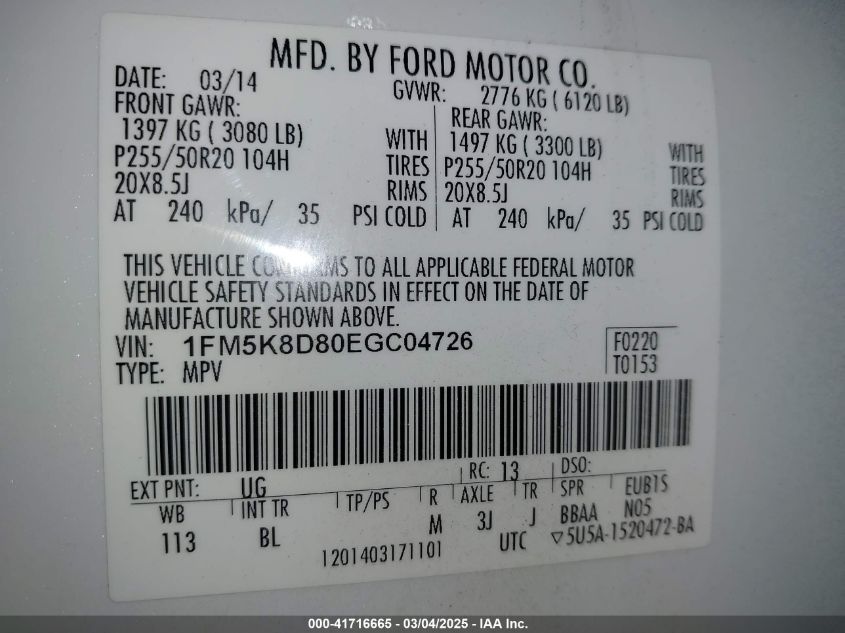 MFD. BY FORD MOTOR CO.
DATE: 03/14 GVWR: 2776 KG ( 6120 LB)
FRONT GAWR: REAR GAWR:
1397 KG ( 3080 LB) WITH 1497 KG ( 3300 LB) WITH
P255/50R20 104H TIRES P255/50R20 104H TIRES
20X8.5J RIMS 20X8.5J RIMS
AT 240 kPa/ 35 PSI COLD AT 240 kPa/ 35 PSI COLD
THIS VEHICLE CONFORMS TO ALL APPLICABLE FEDERAL MOTOR
VEHICLE SAFETY STANDARDS IN EFFECT ON THE DATE OF
MANUFACTURE SHOWN ABOVE.
VIN: 1FM5K8D80EGC04726 F0220
TYPE: MPV T0153
EXT PNT: UG RC: 13 DSO:
WB INT TR TP/PS R AXLE TR SPR EUB1S
113 BL M 3J J BBAA N05
1201403171101 UTC ▽5U5A-1520472-BA
000-41716665 - 03/04/2025 - IAA Inc.